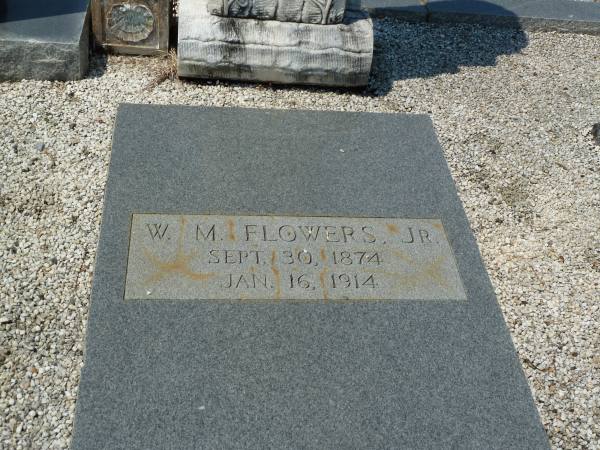 W. M. FLOWERS, JR.
SEPT. 30, 1874
JAN. 16, 1914